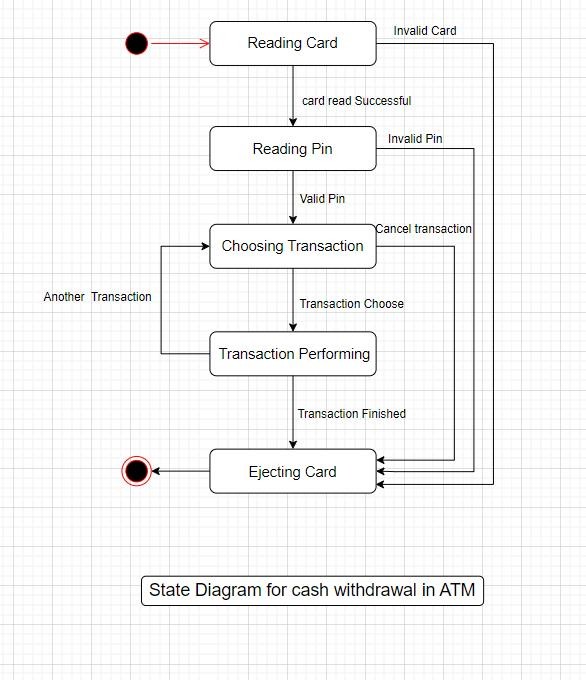 Invalid Card
Reading Card
card read Successful
Invalid Pin
Reading Pin
Valid Pin
Cancel transaction
Choosing Transaction
Another Transaction
Transaction Choose
Transaction Performing
Transaction Finished
Ejecting Card
State Diagram for cash withdrawal in ATM